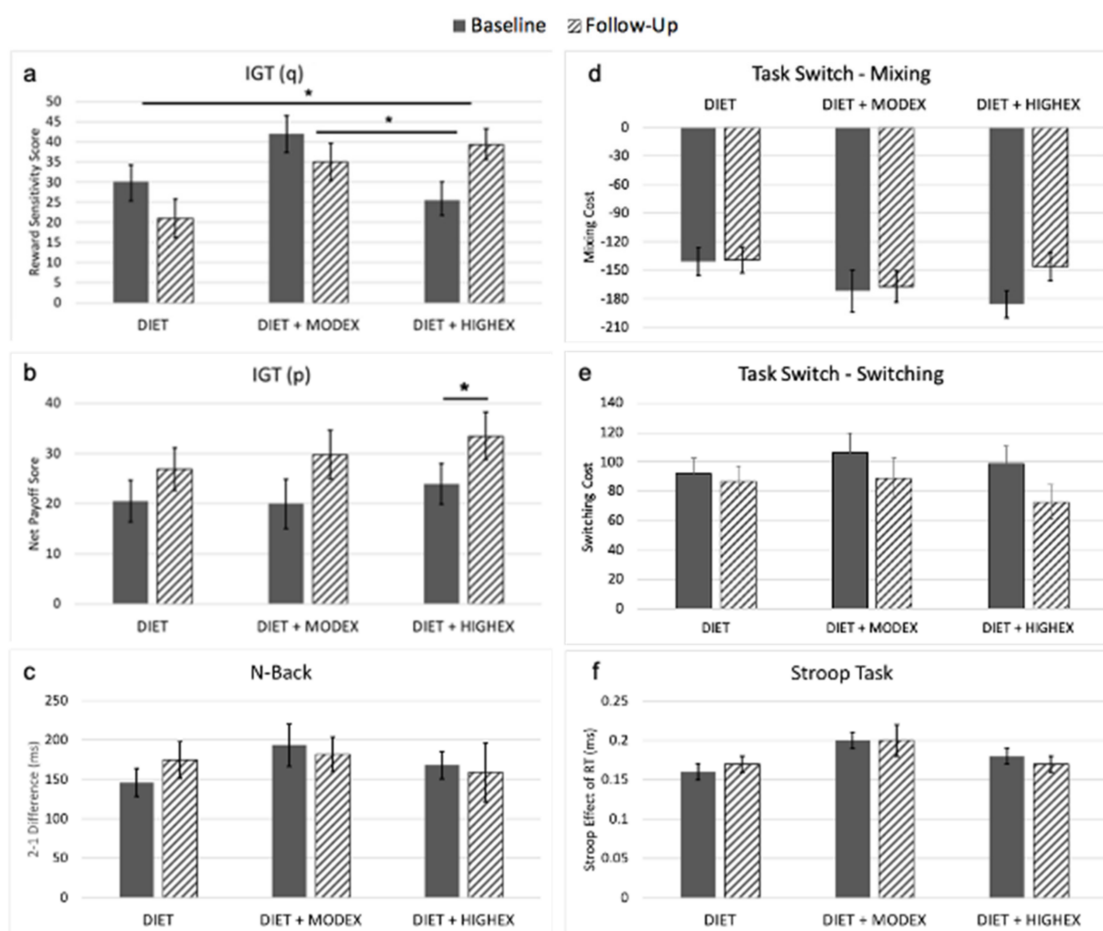 Baseline Follow-Up
a
IGT (q)
*
*
Reward Sensitivity Score
50
45
40
35
30
25
20
15
10
5
0
DIET DIET + MODEX DIET + HIGHEX
b
IGT (p)
*
Net Payoff Sore
40
30
20
10
0
DIET DIET + MODEX DIET + HIGHEX
c
N-Back
2-1 Difference (ms)
250
200
150
100
50
0
DIET DIET + MODEX DIET + HIGHEX
d
Task Switch - Mixing
DIET DIET + MODEX DIET + HIGHEX
Mixing Cost
0
-30
-60
-90
-120
-150
-180
-210
e
Task Switch - Switching
Switching Cost
140
120
100
80
60
40
20
0
DIET DIET + MODEX DIET + HIGHEX
f
Stroop Task
Stroop Effect of RT (ms)
0.25
0.2
0.15
0.1
0.05
0
DIET DIET + MODEX DIET + HIGHEX